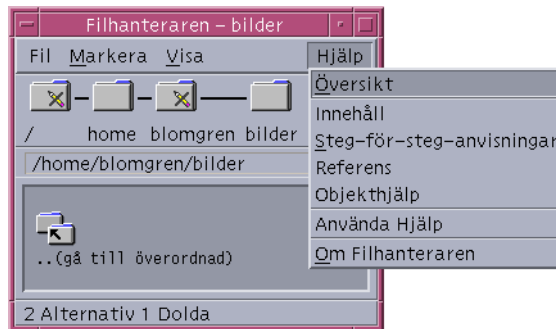 Filhanteraren – bilder
Fil Markera Visa Hjälp
/ home blomgren bilder
/home/blomgren/bilder
..(gå till överordnad)
2 Alternativ 1 Dolda
Översikt
Innehåll
Steg–för–steg–anvisningar
Referens
Objekthjälp
Använda Hjälp
Om Filhanteraren